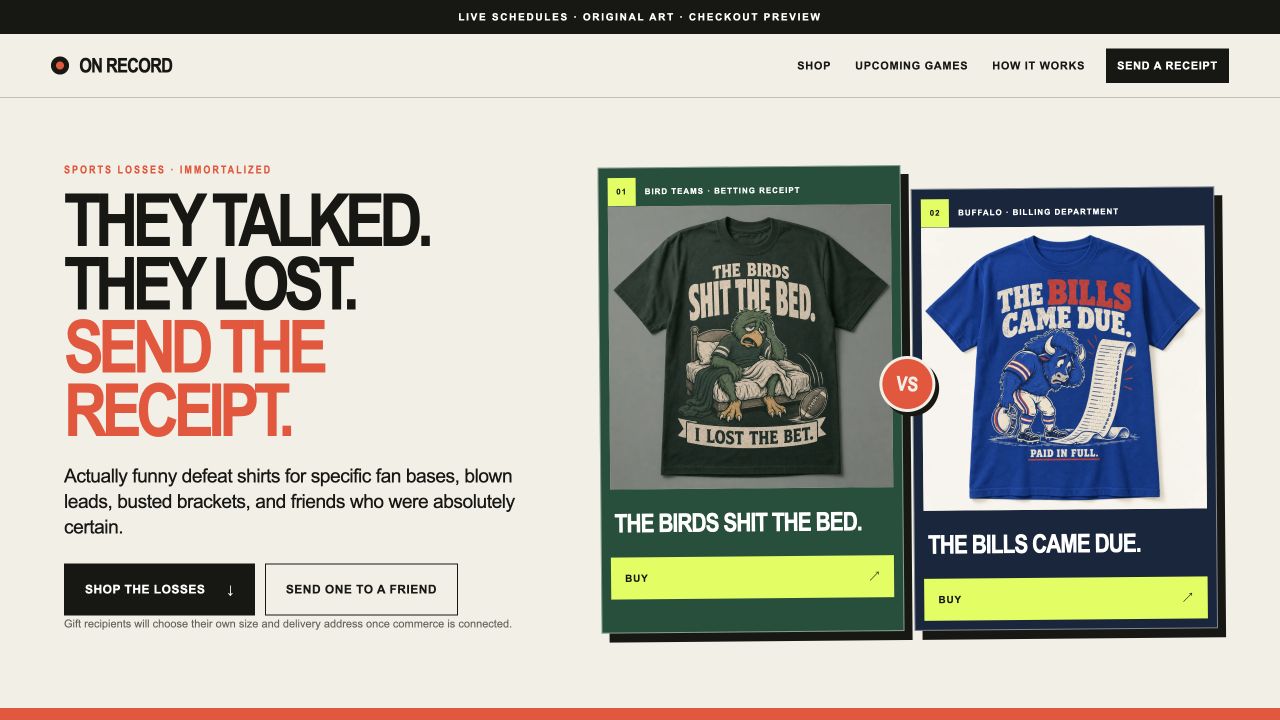 LIVE SCHEDULES · ORIGINAL ART · CHECKOUT PREVIEW
ON RECORD
SHOP
UPCOMING GAMES
HOW IT WORKS
SEND A RECEIPT
SPORTS LOSSES · IMMORTALIZED
THEY TALKED.
THEY LOST.
SEND THE
RECEIPT.
Actually funny defeat shirts for specific fan bases, blown
leads, busted brackets, and friends who were absolutely
certain.
SHOP THE LOSSES ↓
SEND ONE TO A FRIEND
Gift recipients will choose their own size and delivery address once commerce is connected.
01
BIRD TEAMS · BETTING RECEIPT
THE BIRDS
SHIT THE BED.
I LOST THE BET.
THE BIRDS SHIT THE BED.
BUY ↗
VS
02
BUFFALO · BILLING DEPARTMENT
THE BILLS
CAME DUE.
PAID IN FULL.
THE BILLS CAME DUE.
BUY ↗